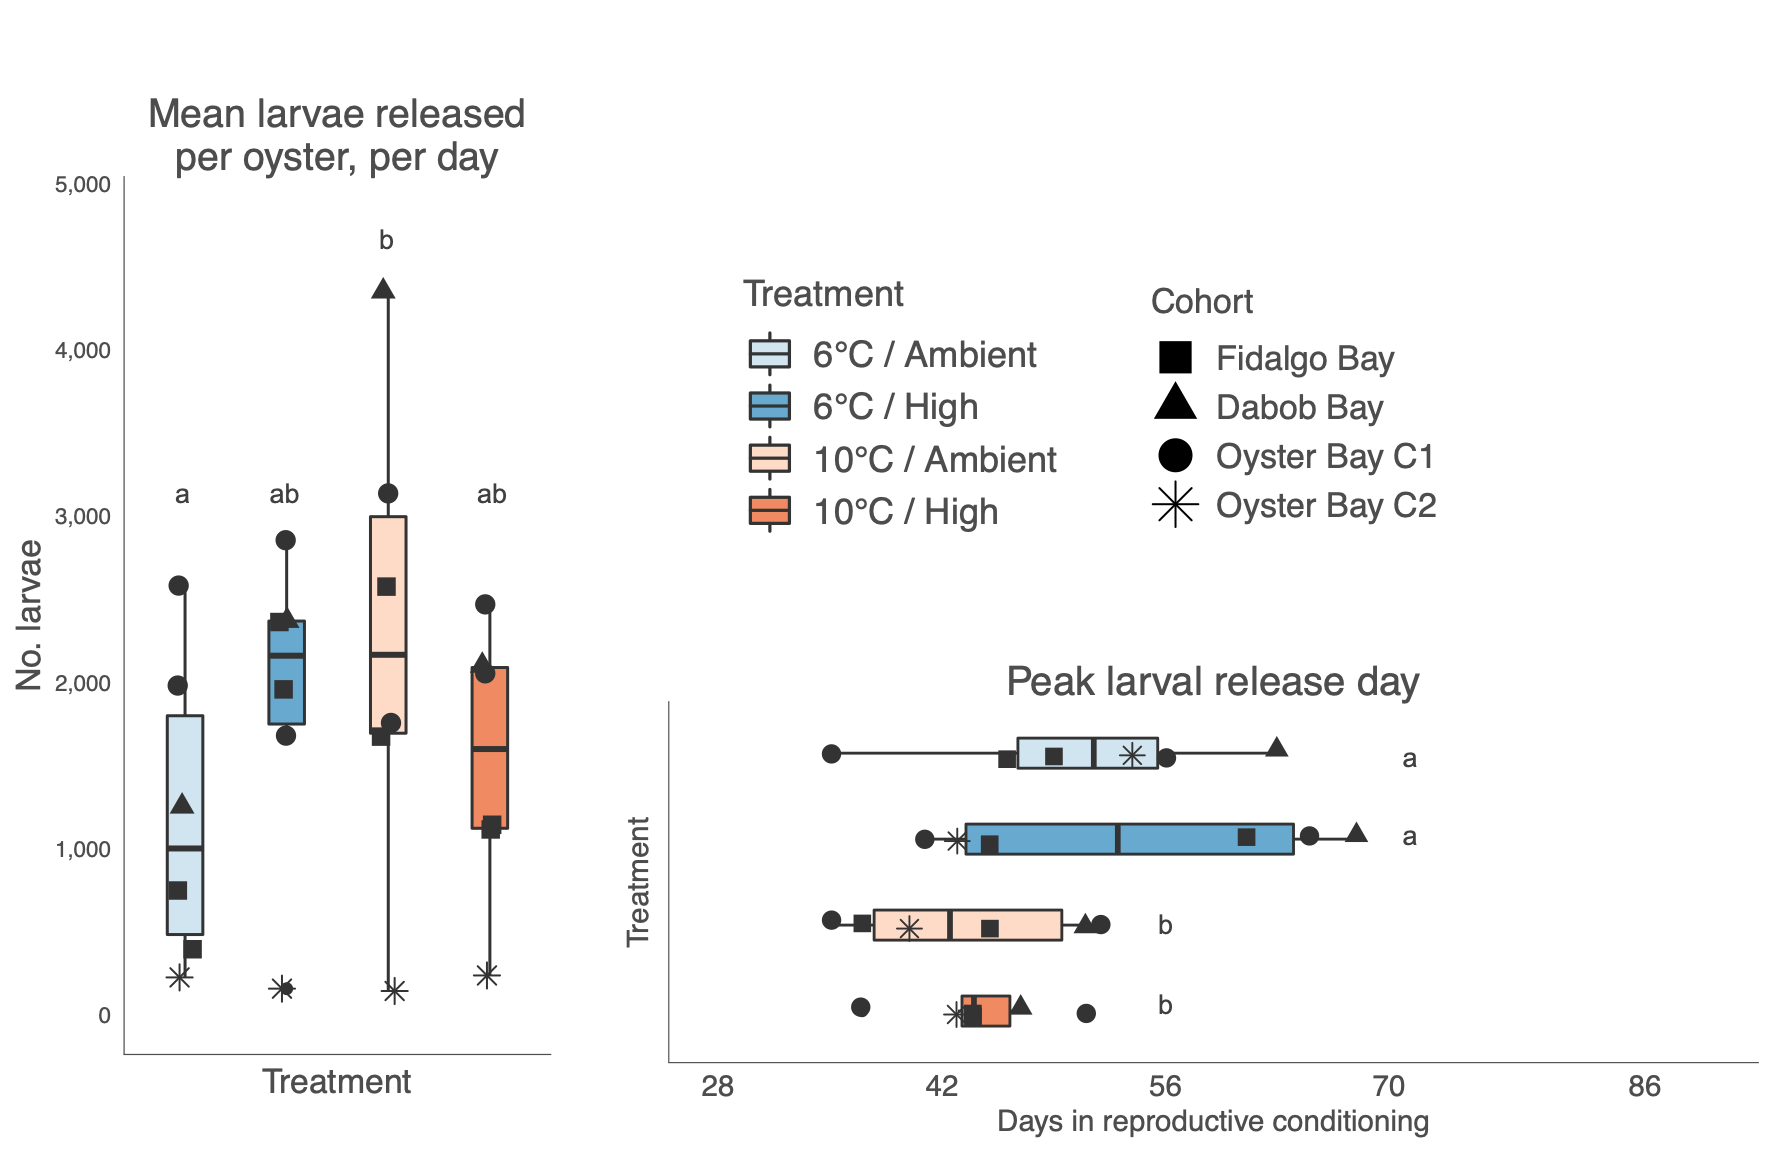 Mean larvae released
per oyster, per day
5,000
4,000
3,000
2,000
1,000
0
No. larvae
a
ab
b
ab
Treatment
Treatment
6°C / Ambient
6°C / High
10°C / Ambient
10°C / High
Cohort
Fidalgo Bay
Dabob Bay
Oyster Bay C1
Oyster Bay C2
Peak larval release day
Treatment
a
a
b
b
28 42 56 70 86
Days in reproductive conditioning